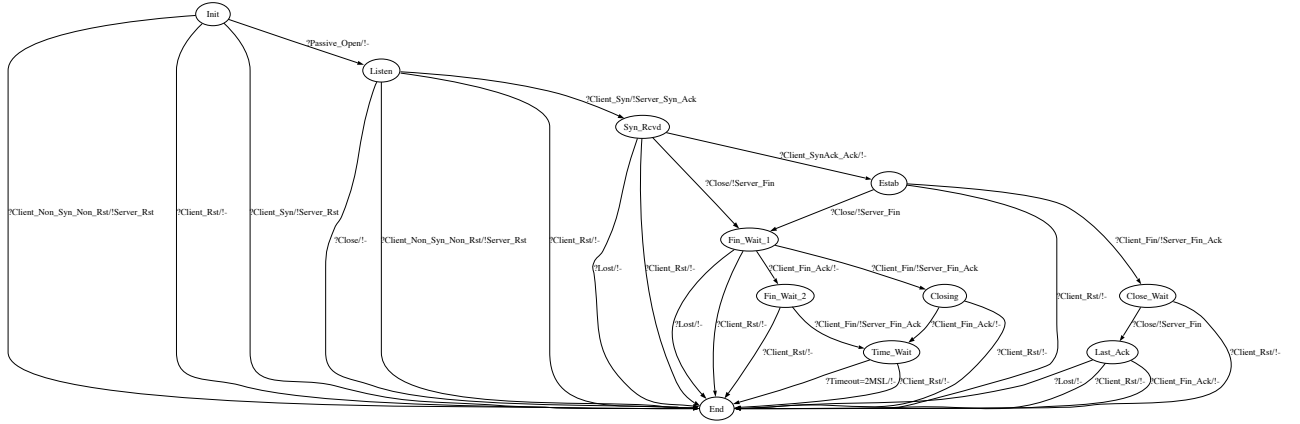 Init
?Passive_Open/!-
Listen
?Client_Syn/!Server_Syn_Ack
Syn_Rcvd
?Client_SynAck_Ack/!-
Estab
?Close/!Server_Fin
?Client_Non_Syn_Non_Rst/!Server_Rst
?Client_Rst/!-
?Client_Syn/!Server_Rst
?Close/!Server_Fin
?Close/!-
?Client_Non_Syn_Non_Rst/!Server_Rst
?Client_Rst/!-
Fin_Wait_1
?Client_Fin/!Server_Fin_Ack
?Lost/!-
?Client_Rst/!-
?Client_Fin_Ack/!-
?Client_Fin/!Server_Fin_Ack
Fin_Wait_2
Closing
?Client_Rst/!-
Close_Wait
?Lost/!-
?Client_Rst/!-
?Client_Fin/!Server_Fin_Ack
?Client_Fin_Ack/!-
?Close/!Server_Fin
?Client_Rst/!-
Time_Wait
?Client_Rst/!-
Last_Ack
?Client_Rst/!-
?Timeout=2MSL/!-
?Client_Rst/!-
?Lost/!-
?Client_Rst/!-
?Client_Fin_Ack/!-
End